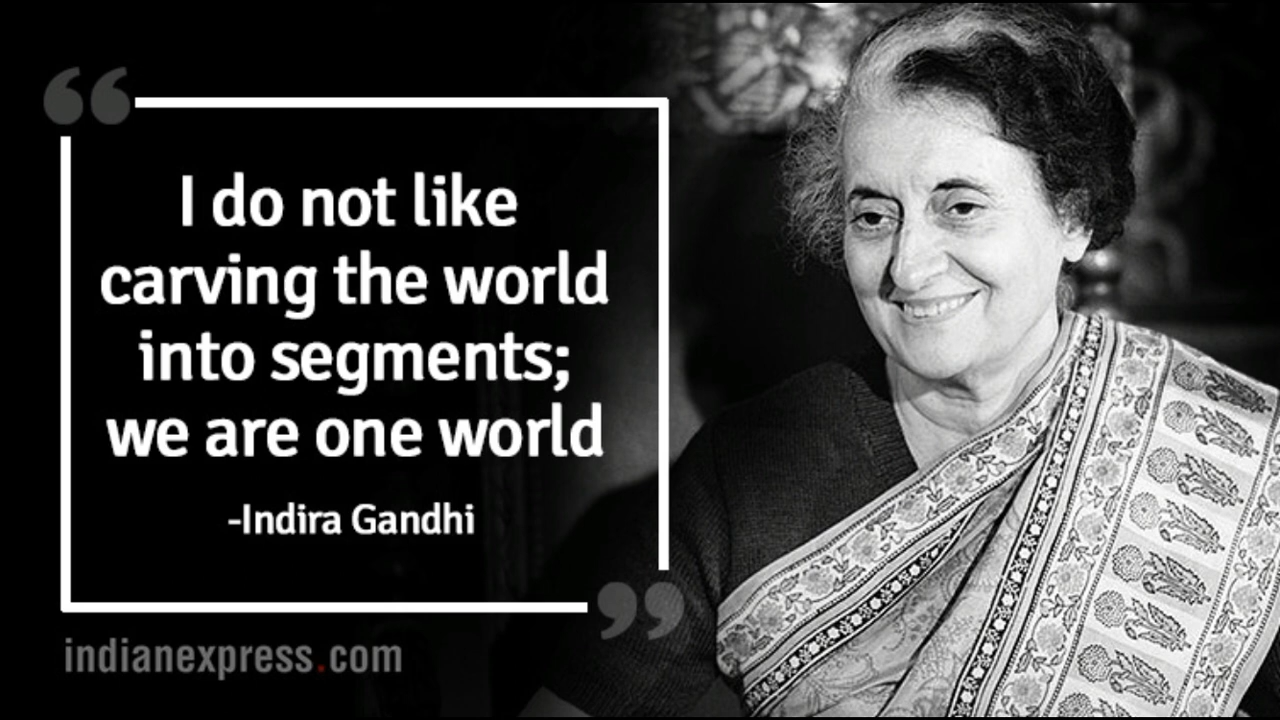 I do not like
carving the world
into segments;
we are one world
-Indira Gandhi
indianexpress.com